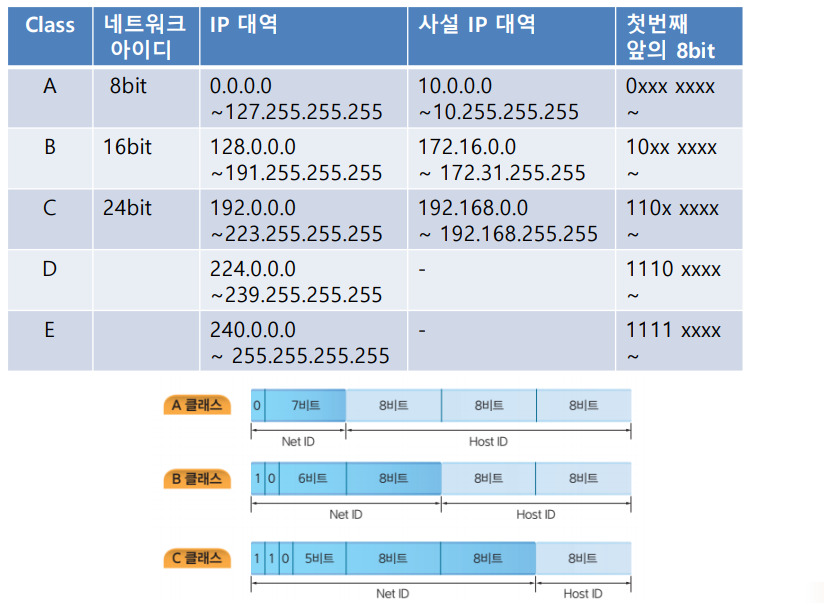 Class 네트워크 IP 대역 사설 IP 대역 첫번째
아이디 앞의 8bit
A 8bit 0.0.0.0 10.0.0.0 0xxx xxxx
~127.255.255.255 ~10.255.255.255 ~
B 16bit 128.0.0.0 172.16.0.0 10xx xxxx
~191.255.255.255 ~ 172.31.255.255 ~
C 24bit 192.0.0.0 192.168.0.0 110x xxxx
~223.255.255.255 ~ 192.168.255.255 ~
D 224.0.0.0 - 1110 xxxx
~239.255.255.255 ~
E 240.0.0.0 - 1111 xxxx
~ 255.255.255.255 ~
A 클래스 0 7비트 8비트 8비트 8비트
Net ID Host ID
B 클래스 1 0 6비트 8비트 8비트 8비트
Net ID Host ID
C 클래스 1 1 0 5비트 8비트 8비트 8비트
Net ID Host ID